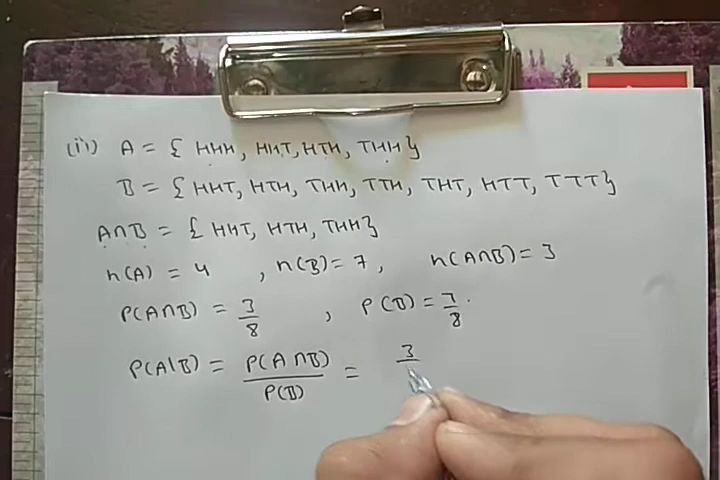 (ii) A = { HHH, HHT, HTH, THH}
B = {HHT, HTH, THH, TTH, THT, HTT, TTT}
A∩B = { HHT, HTH, THH}
n(A) = 4 , n(B) = 7, n(A∩B) = 3
P(A∩B) = 3/8 , P(B) = 7/8.
P(A|B) = P(A∩B)/P(B) = 3/